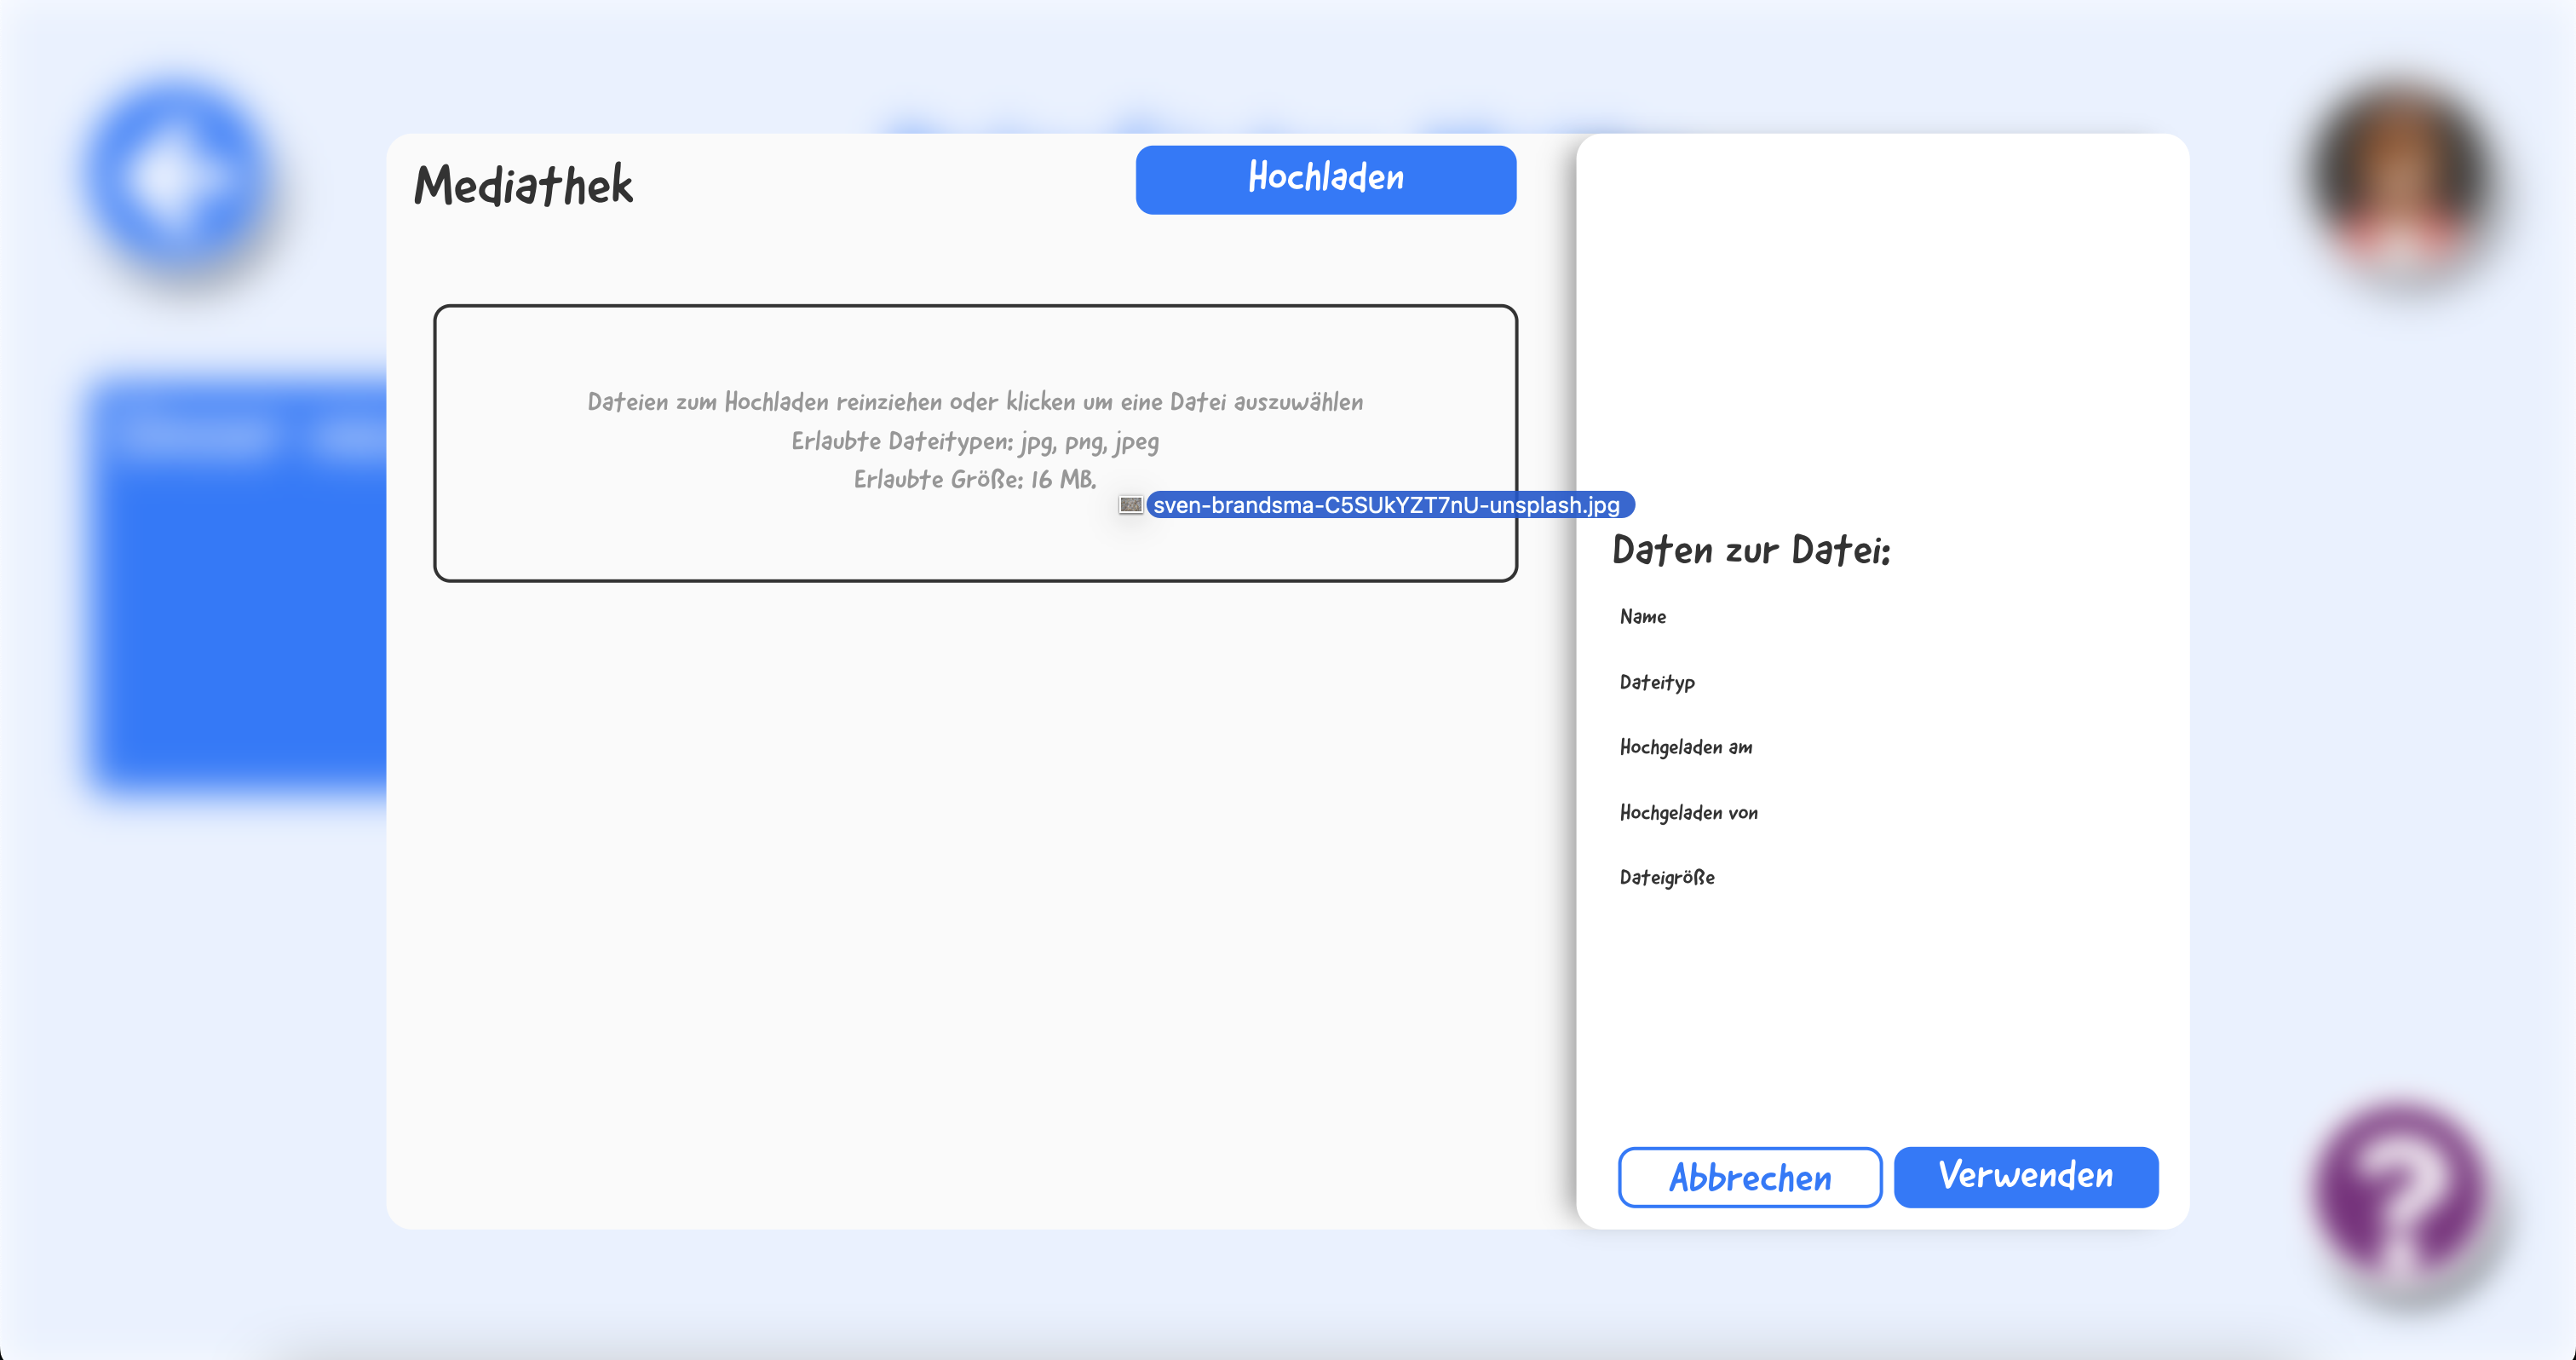 Mediathek
Hochladen
Dateien zum Hochladen reinziehen oder klicken um eine Datei auszuwählen
Erlaubte Dateitypen: jpg, png, jpeg
Erlaubte Größe: 16 MB.
sven-brandsma-C5SUkYZT7nU-unsplash.jpg
Daten zur Datei:
Name
Dateityp
Hochgeladen am
Hochgeladen von
Dateigröße
Abbrechen
Verwenden